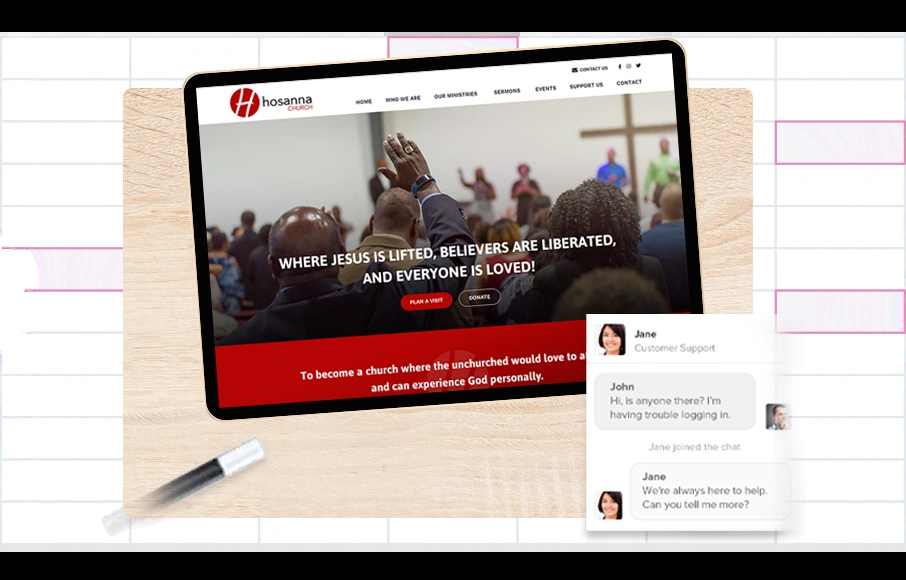 CONTACT US
hosanna
CHURCH
HOME WHO WE ARE OUR MINISTRIES SERMONS EVENTS SUPPORT US CONTACT
WHERE JESUS IS LIFTED, BELIEVERS ARE LIBERATED,
AND EVERYONE IS LOVED!
PLAN A VISIT DONATE
To become a church where the unchurched would love to
and can experience God personally.
Jane
Customer Support
John
Hi, is anyone there? I'm
having trouble logging in.
Jane joined the chat
Jane
We're always here to help.
Can you tell me more?